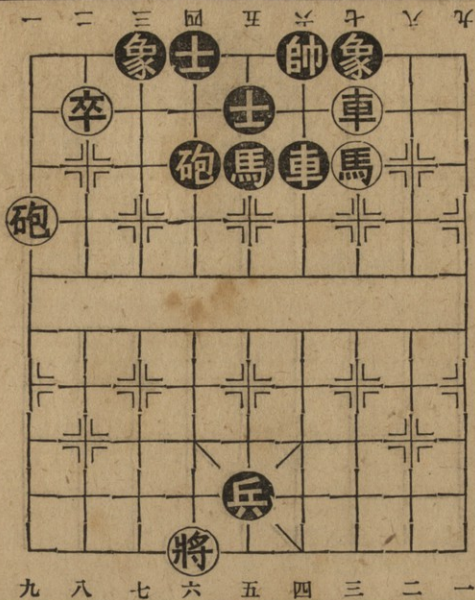 一 二 三 四 五 六 七 八 九
象 士 帥 象
卒 士 車
砲 馬 車 馬
砲
兵
將
九 八 七 六 五 四 三 二 一